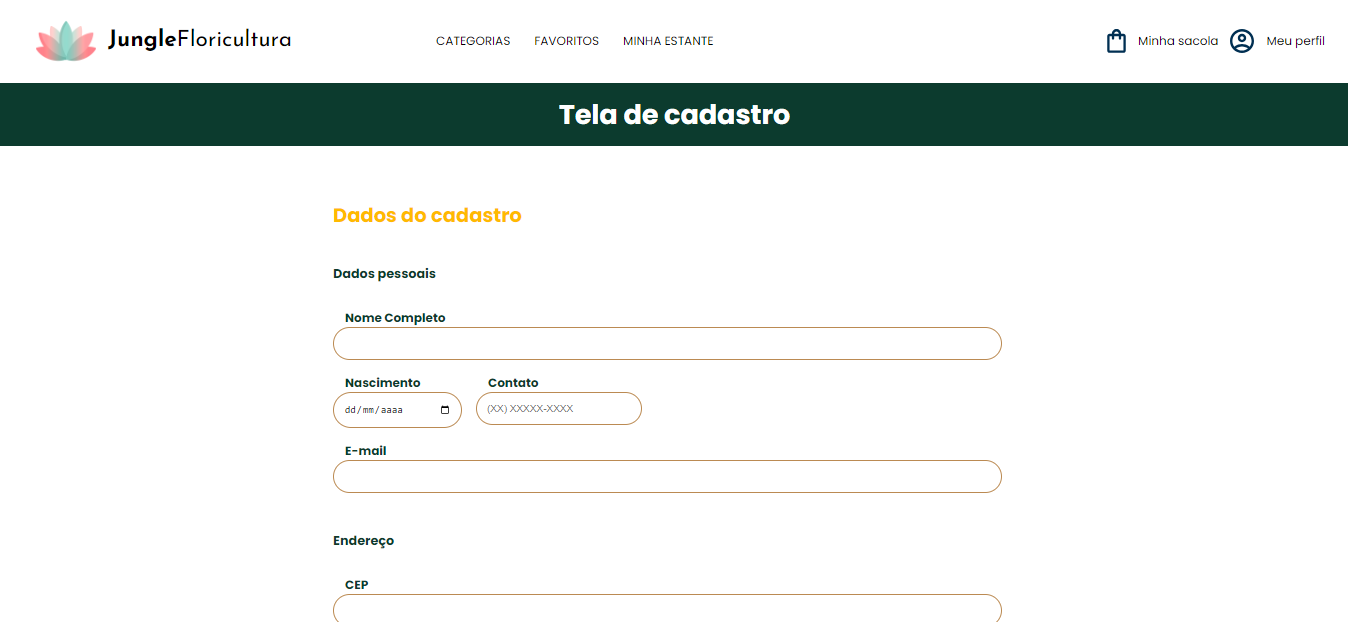 JungleFloricultura CATEGORIAS FAVORITOS MINHA ESTANTE Minha sacola Meu perfil
Tela de cadastro
Dados do cadastro
Dados pessoais
Nome Completo
Nascimento Contato
dd/mm/aaaa (XX) XXXXX-XXXX
E-mail
Endereço
CEP